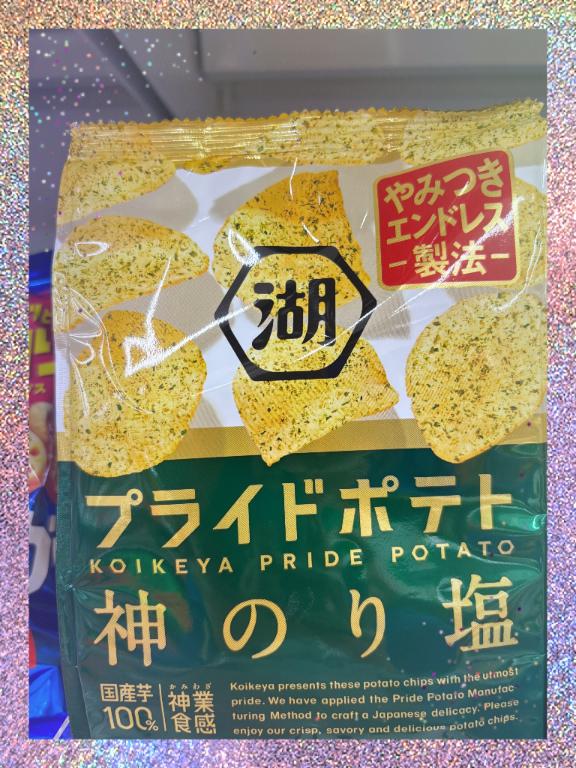 やみつき
エンドレス
-製法-
湖
プライドポテト
KOIKEYA PRIDE POTATO
神のり塩
国産芋
100%
かみわざ
神業
食感
Koikeya presents these potato chips with the utmost
pride. We have applied the Pride Potato Manufac
turing Method to craft a Japanese delicacy. Please
enjoy our crisp, savory and delicious potato chips.